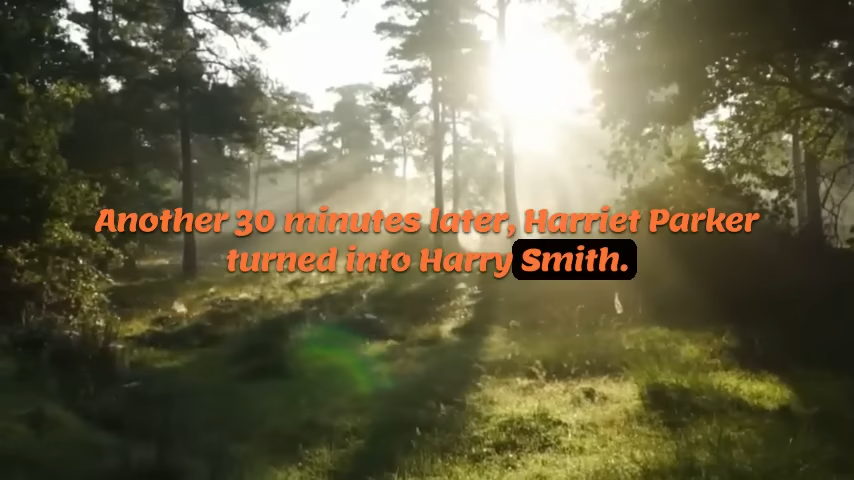 Another 30 minutes later, Harriet Parker
turned into Harry Smith.